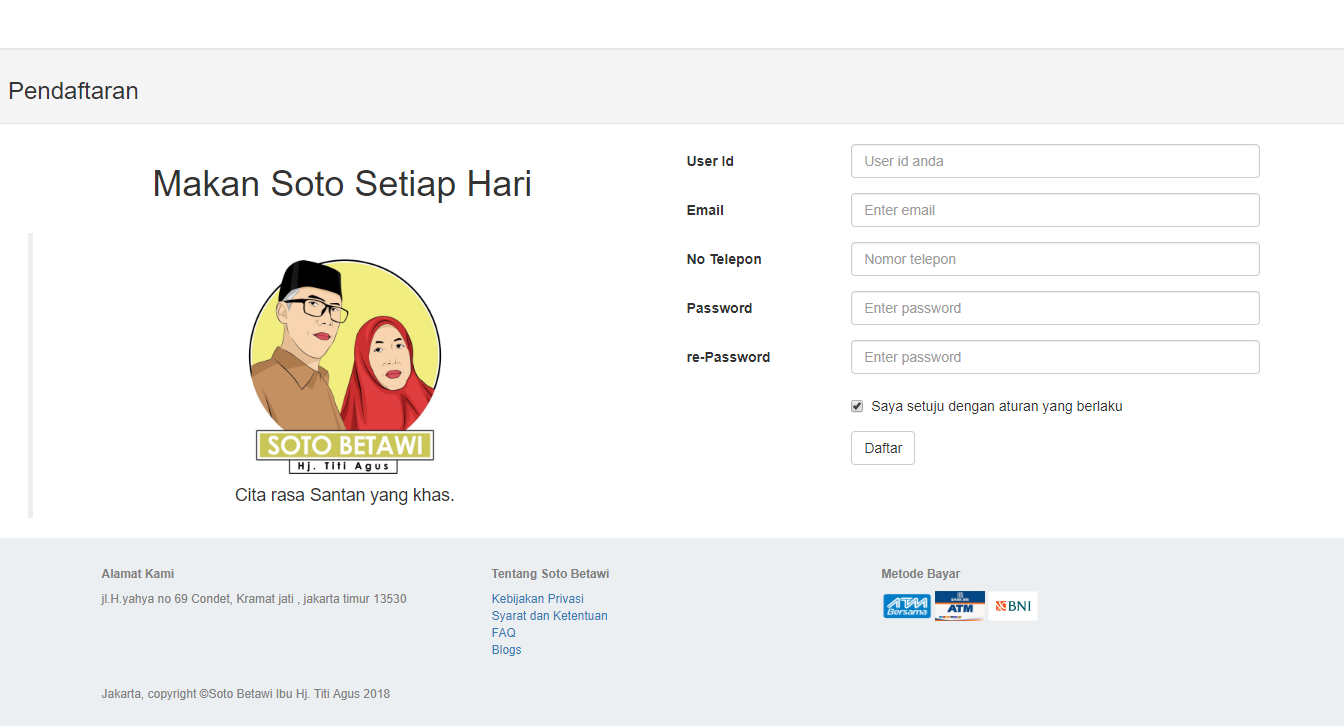 Pendaftaran
Makan Soto Setiap Hari
SOTO BETAWI
Hj. Titi Agus
Cita rasa Santan yang khas.
User Id
User id anda
Email
Enter email
No Telepon
Nomor telepon
Password
Enter password
re-Password
Enter password
Saya setuju dengan aturan yang berlaku
Daftar
Alamat Kami
jl.H.yahya no 69 Condet, Kramat jati , jakarta timur 13530
Tentang Soto Betawi
Kebijakan Privasi
Syarat dan Ketentuan
FAQ
Blogs
Metode Bayar
ATM
Bersama
BANK BRI
ATM
BNI
Jakarta, copyright ©Soto Betawi Ibu Hj. Titi Agus 2018